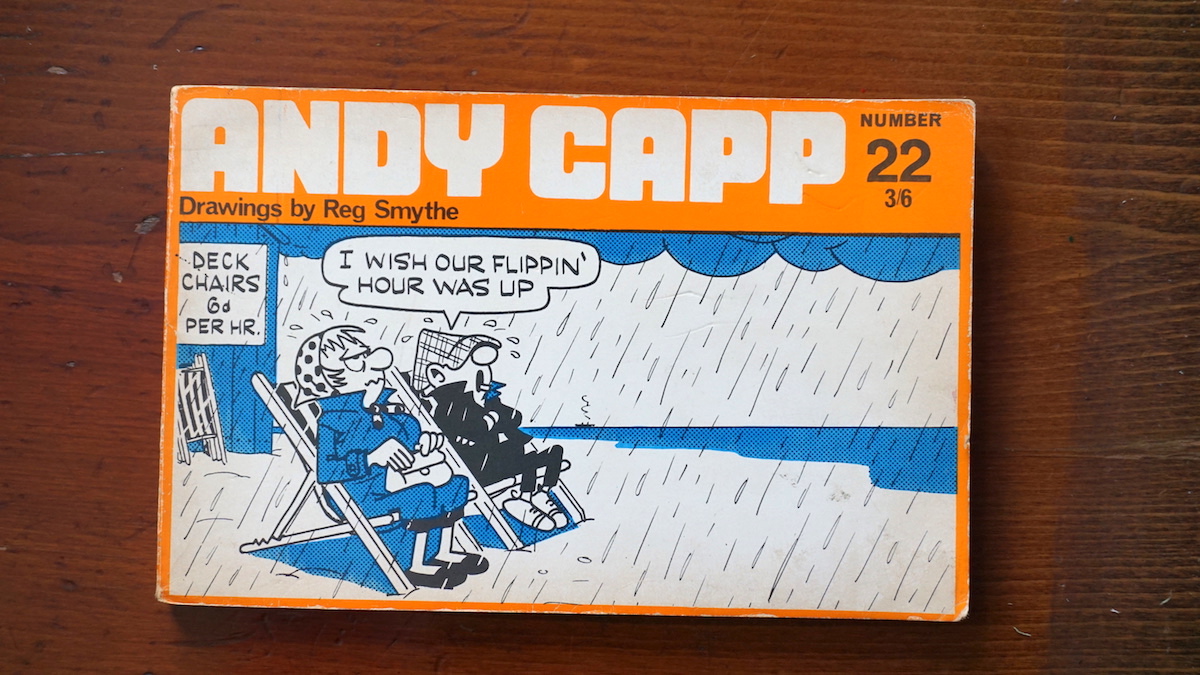 ANDY CAPP
NUMBER
22
3/6
Drawings by Reg Smythe
DECK
CHAIRS
6d
PER HR.
I WISH OUR FLIPPIN'
HOUR WAS UP